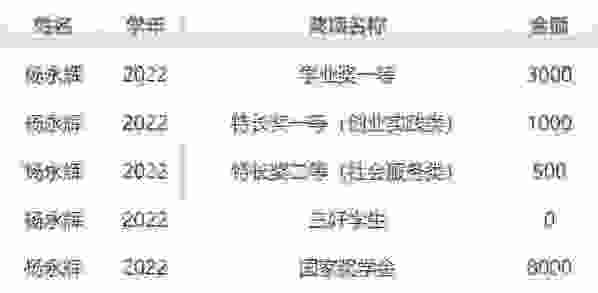 姓名 学年 奖项名称 金额
杨永辉 2022 学业奖一等 3000
杨永辉 2022 特长奖一等（创业实践类） 1000
杨永辉 2022 特长奖二等（社会服务类） 500
杨永辉 2022 三好学生 0
杨永辉 2022 国家奖学金 8000